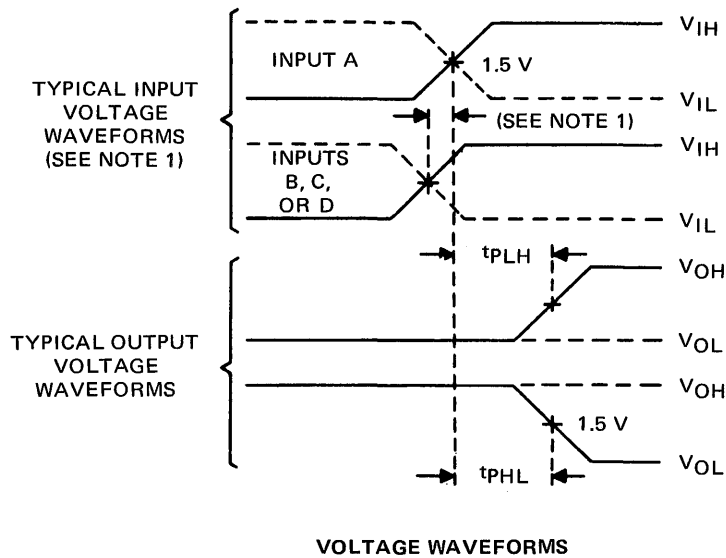 VIH
INPUT A
1.5 V
TYPICAL INPUT
VOLTAGE
WAVEFORMS
(SEE NOTE 1)
VIL
(SEE NOTE 1)
VIH
INPUTS
B, C,
OR D
VIL
tPLH
VOH
TYPICAL OUTPUT
VOLTAGE
WAVEFORMS
VOL
VOH
1.5 V
VOL
tPHL
VOLTAGE WAVEFORMS